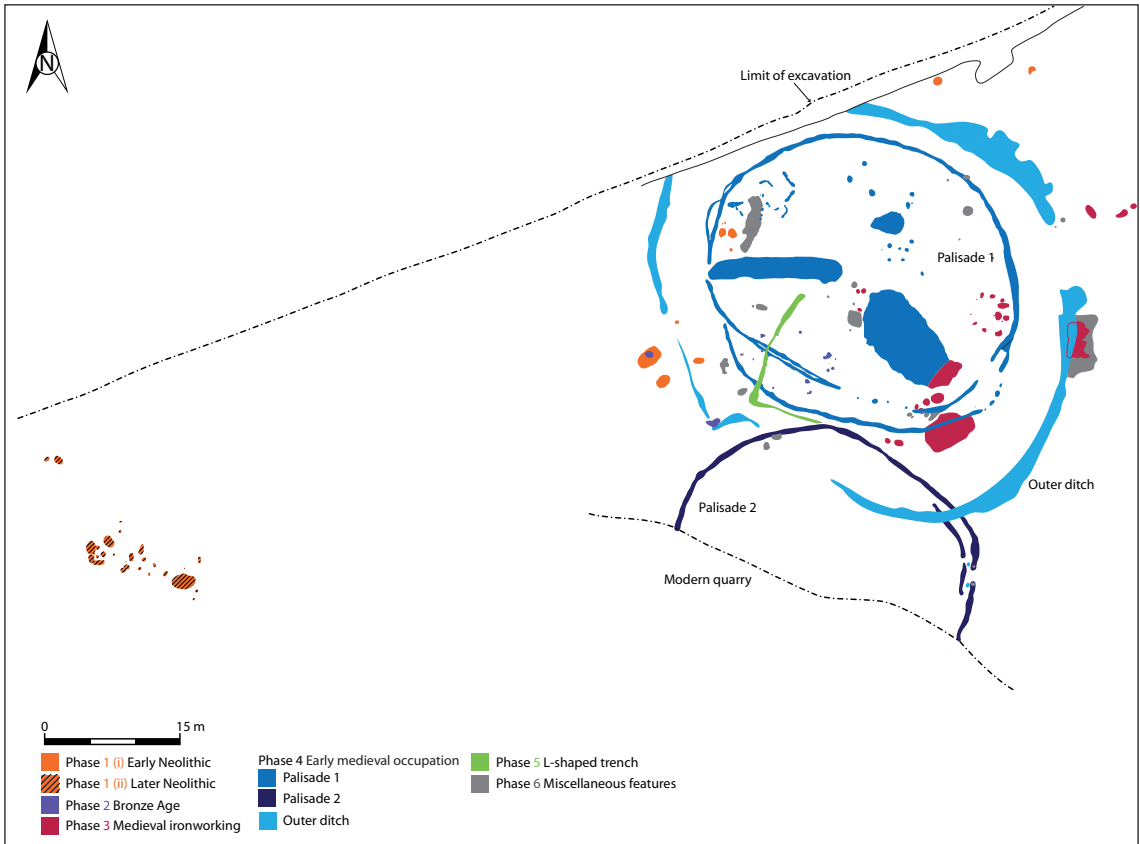 N
Limit of excavation
Palisade 1
Outer ditch
Palisade 2
Modern quarry
0 15 m
Phase 1 (i) Early Neolithic
Phase 1 (ii) Later Neolithic
Phase 2 Bronze Age
Phase 3 Medieval ironworking
Phase 4 Early medieval occupation
Palisade 1
Palisade 2
Outer ditch
Phase 5 L-shaped trench
Phase 6 Miscellaneous features